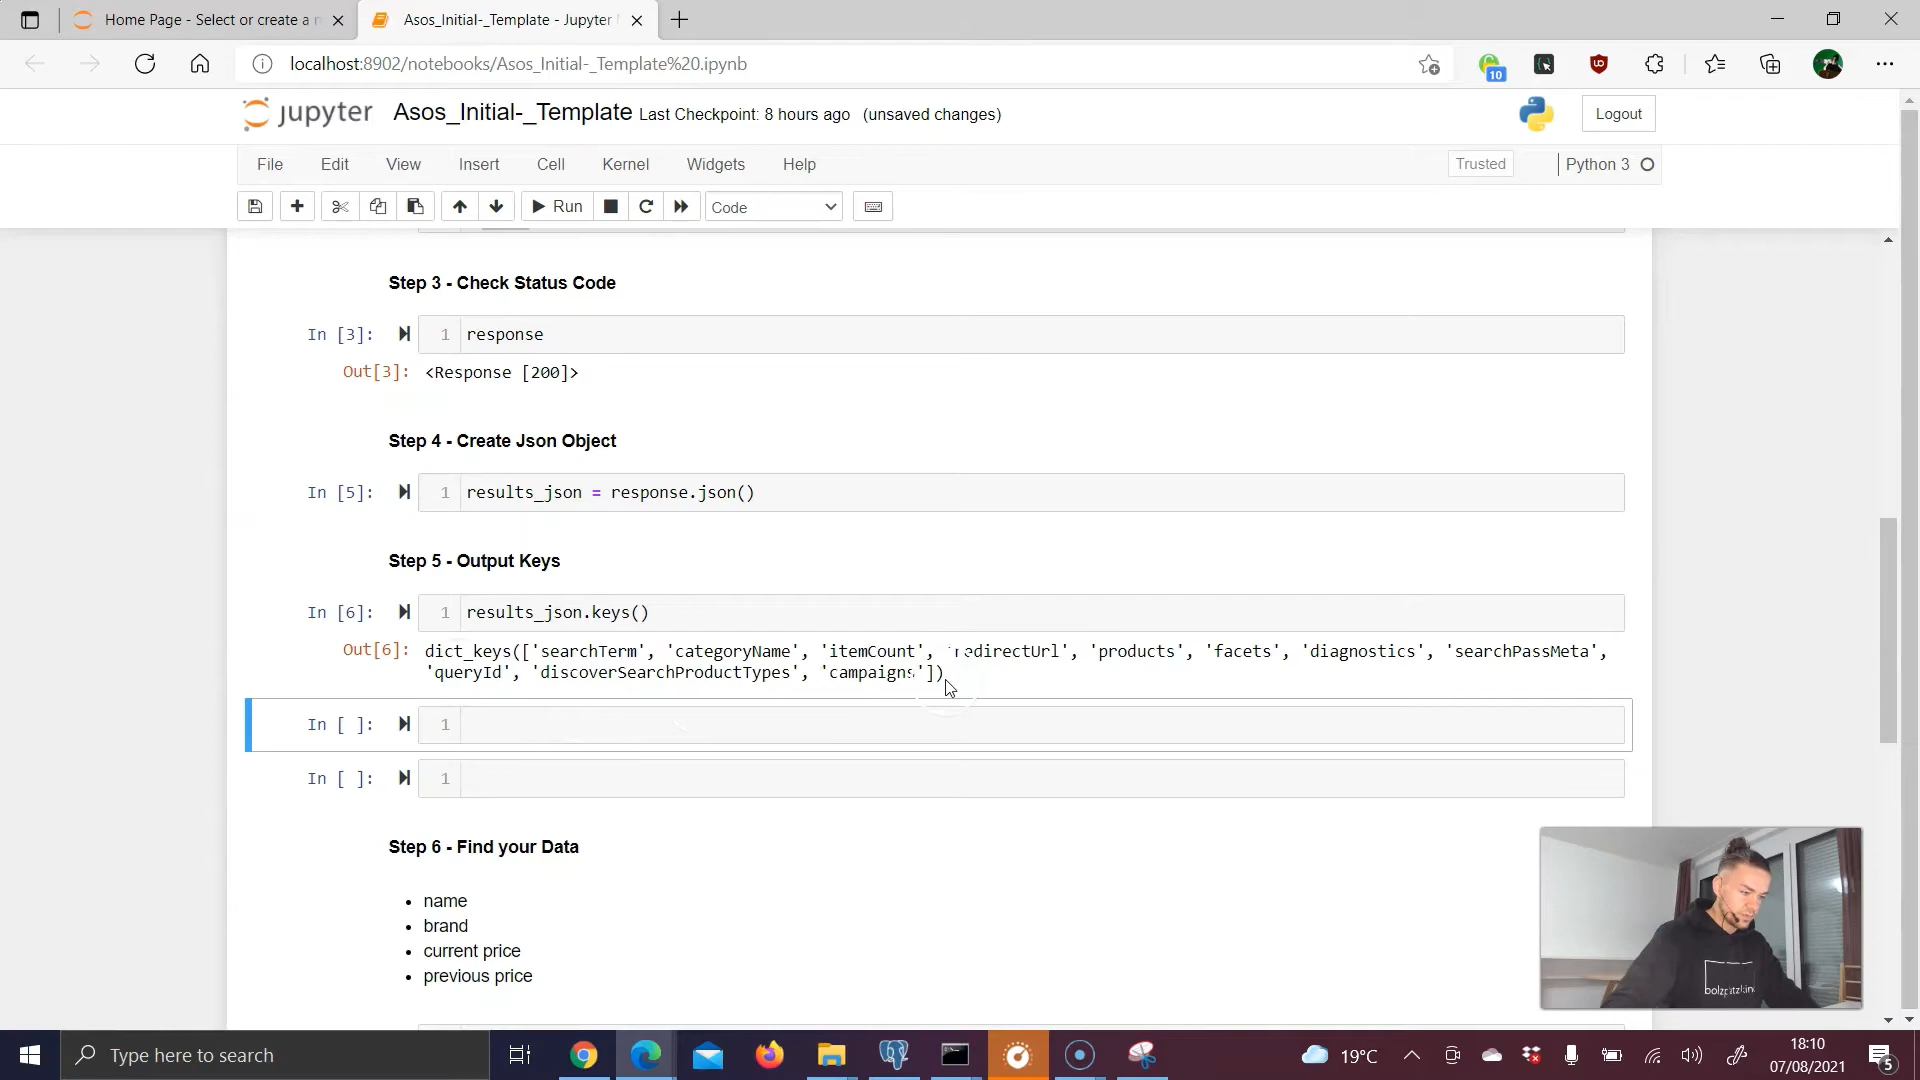 Home Page - Select or create a n
Asos_Initial-_Template - Jupyter
localhost:8902/notebooks/Asos_Initial-_Template%20.ipynb
10
jupyter Asos_Initial-_Template Last Checkpoint: 8 hours ago (unsaved changes)
Logout
File Edit View Insert Cell Kernel Widgets Help
Trusted
Python 3
Run
Code
Step 3 - Check Status Code
In [3]: 1 response
Out[3]: <Response [200]>
Step 4 - Create Json Object
In [5]: 1 results_json = response.json()
Step 5 - Output Keys
In [6]: 1 results_json.keys()
Out[6]: dict_keys(['searchTerm', 'categoryName', 'itemCount', 'redirectUrl', 'products', 'facets', 'diagnostics', 'searchPassMeta',
'queryId', 'discoverSearchProductTypes', 'campaigns'])
In [ ]: 1
In [ ]: 1
Step 6 - Find your Data
• name
• brand
• current price
• previous price
Type here to search
19°C
18:10
07/08/2021
5